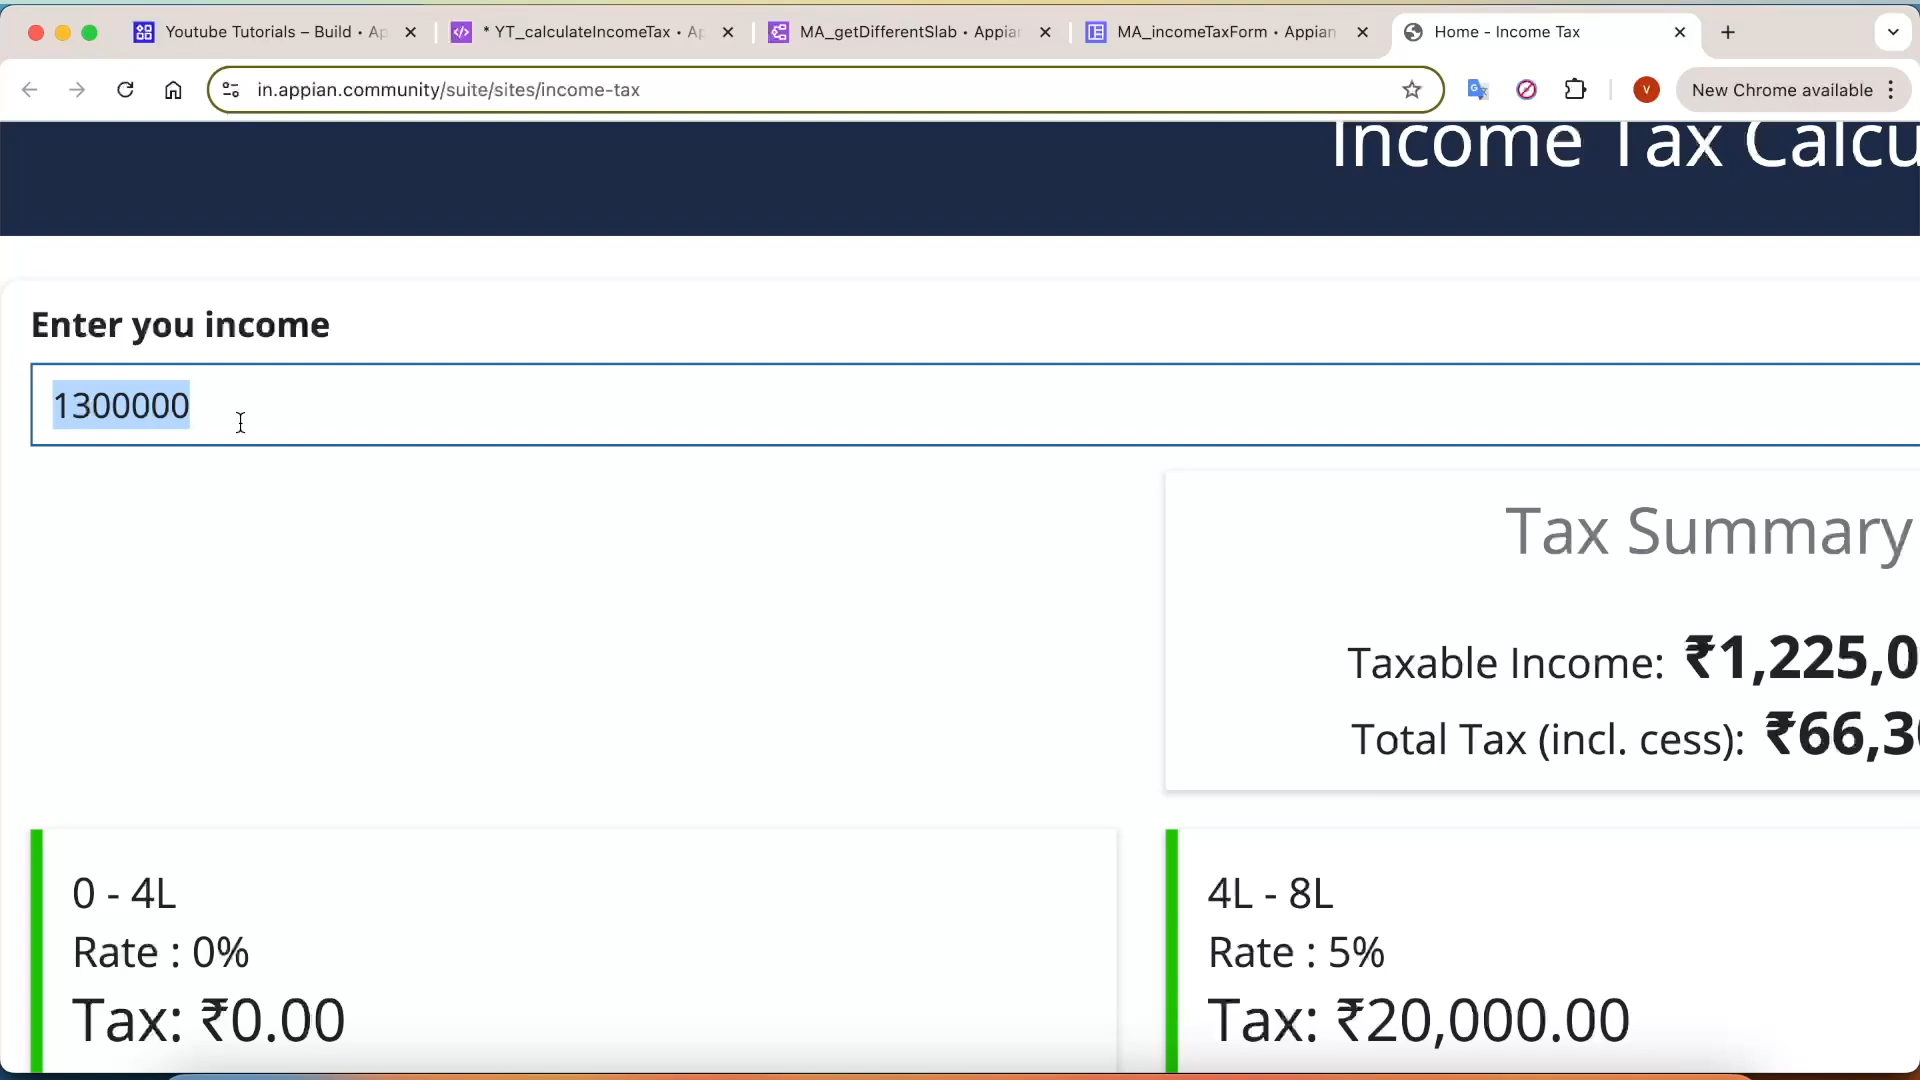 Youtube Tutorials – Build • Ap
* YT_calculateIncomeTax • Ap
MA_getDifferentSlab • Appian
MA_incomeTaxForm • Appian
Home - Income Tax
in.appian.community/suite/sites/income-tax
V
New Chrome available
Income Tax Calcu
Enter you income
1300000
Tax Summary
Taxable Income: ₹1,225,0
Total Tax (incl. cess): ₹66,30
0 - 4L
Rate : 0%
Tax: ₹0.00
4L - 8L
Rate : 5%
Tax: ₹20,000.00